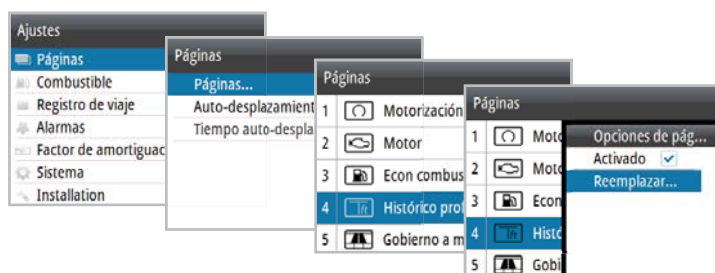 Ajustes
Páginas
Combustible
Registro de viaje
Alarmas
Factor de amortiguac
Sistema
Installation
Páginas
Páginas...
Auto-desplazamient
Tiempo auto-despla
Páginas
1 Motorización
2 Motor
3 Econ combus
4 Histórico prof
5 Gobierno a m
Páginas
1 Moto
2 Moto
3 Econ
4 Histó
5 Gobi
Opciones de pág...
Activado
Reemplazar...